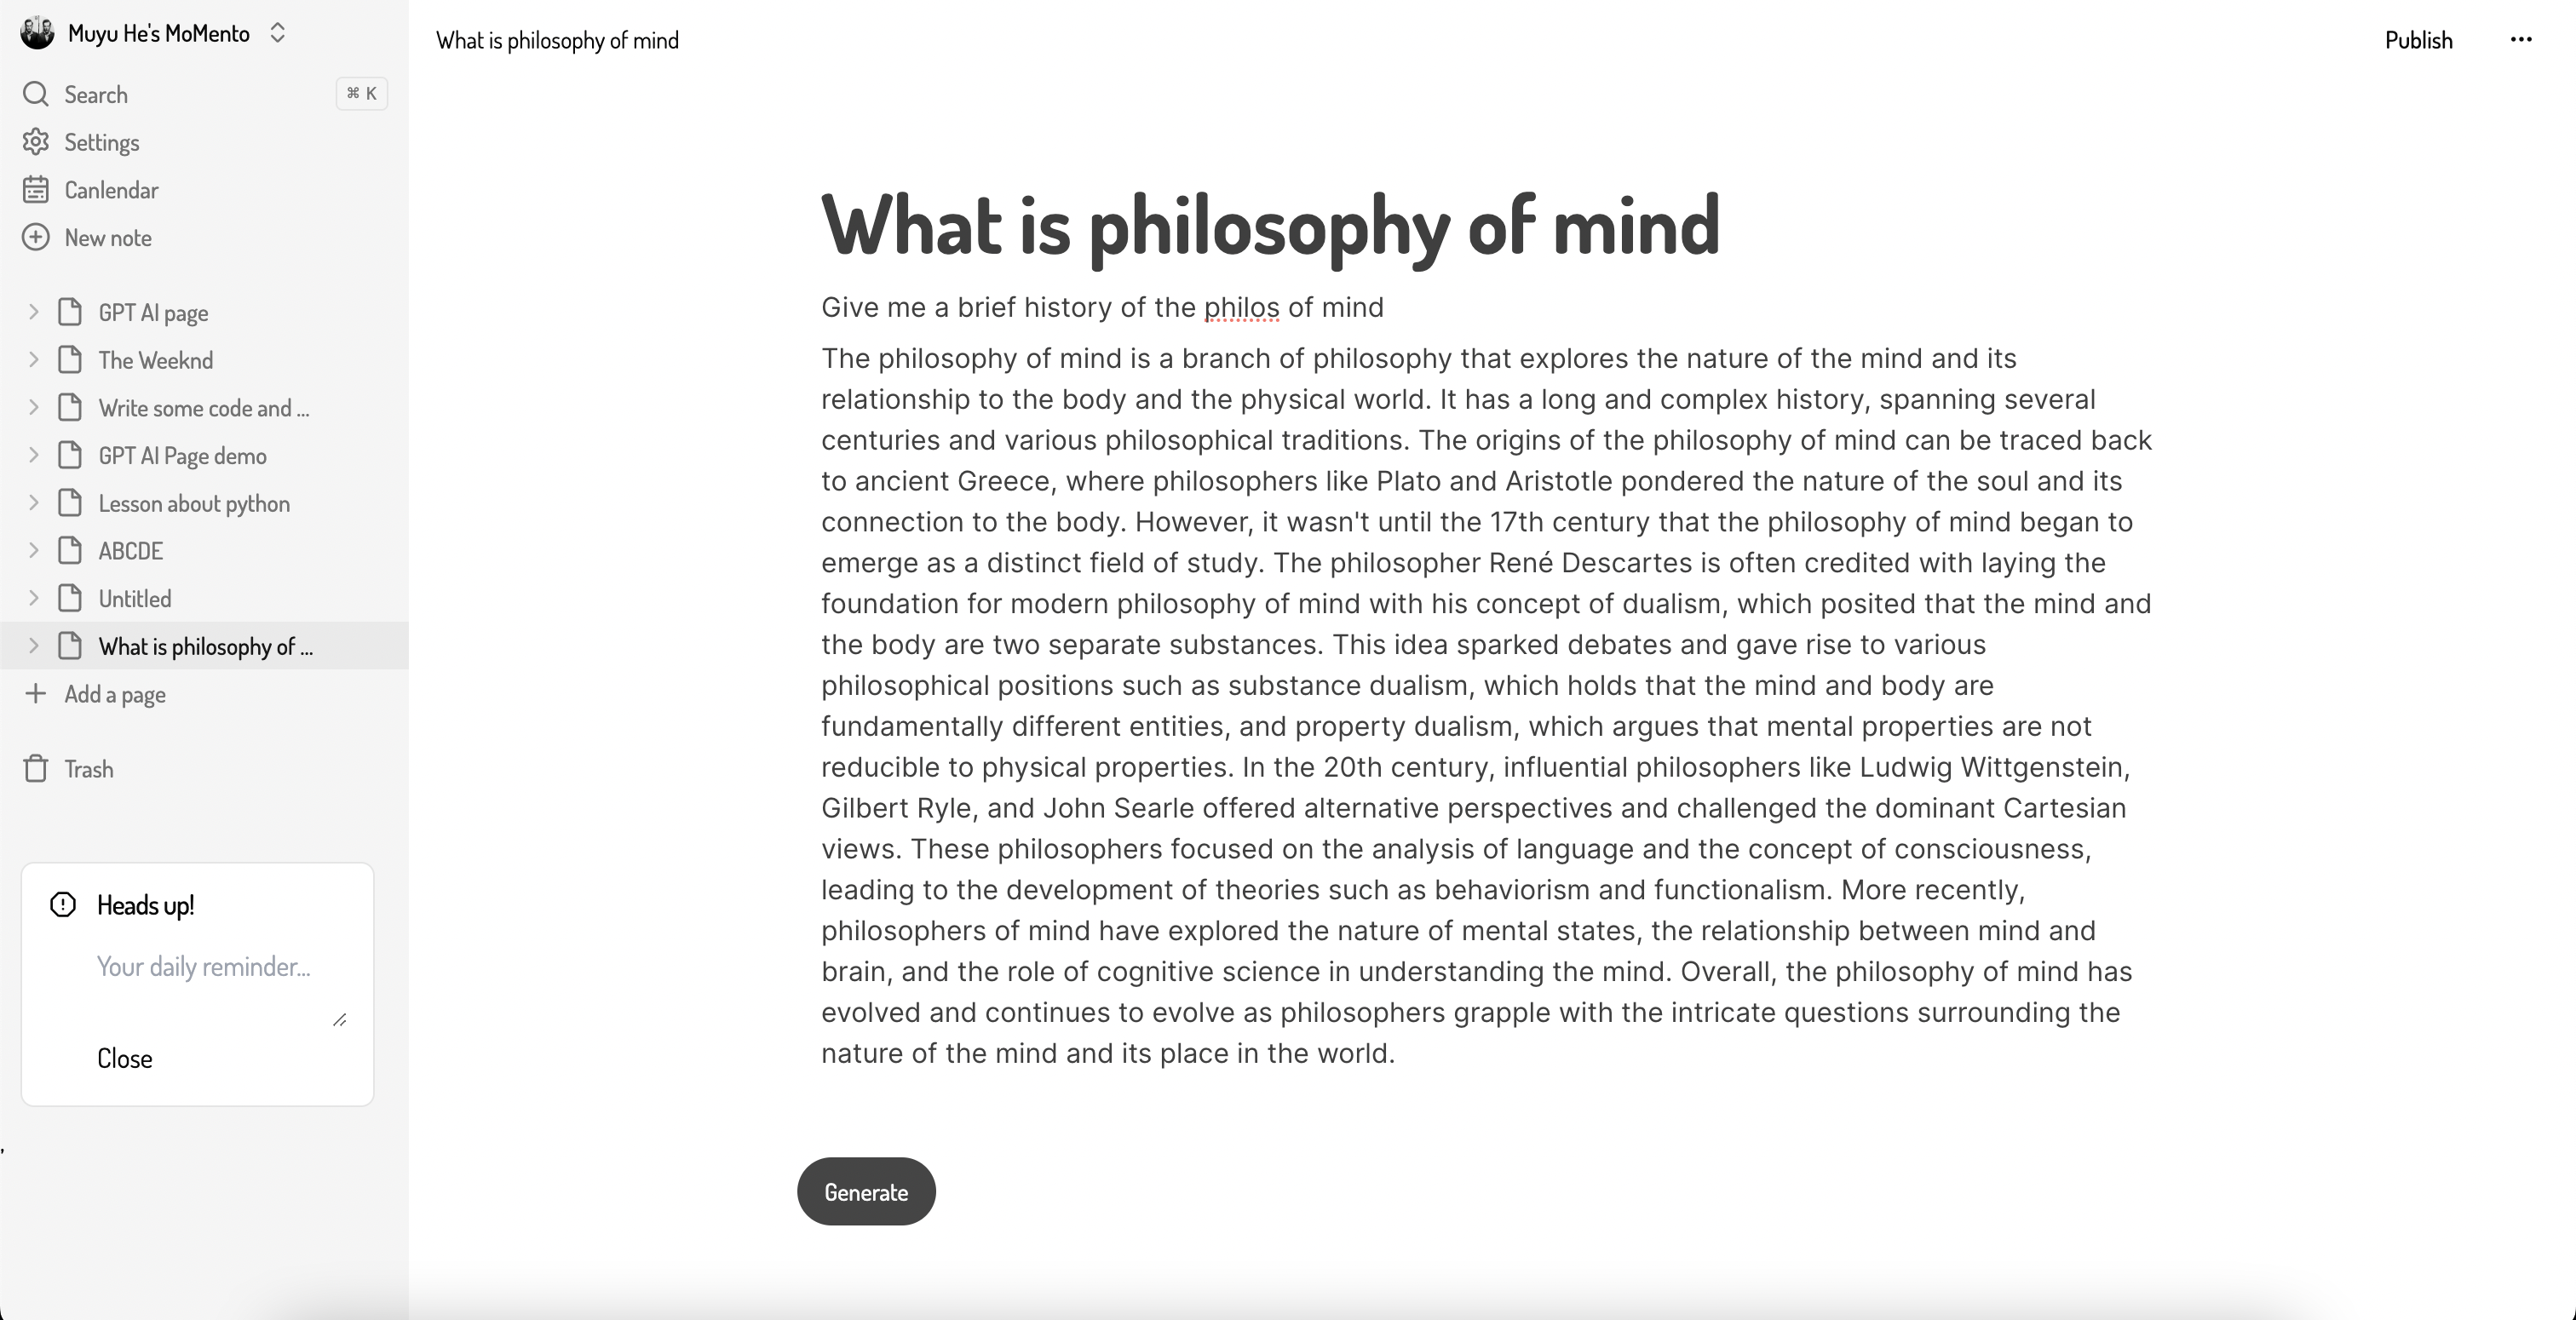 Muyu He's MoMento
Search
⌘ K
Settings
Canlendar
New note
GPT AI page
The Weeknd
Write some code and ...
GPT AI Page demo
Lesson about python
ABCDE
Untitled
What is philosophy of ...
Add a page
Trash
Heads up!
Your daily reminder...
Close
,
What is philosophy of mind
Publish
What is philosophy of mind
Give me a brief history of the philos of mind
The philosophy of mind is a branch of philosophy that explores the nature of the mind and its
relationship to the body and the physical world. It has a long and complex history, spanning several
centuries and various philosophical traditions. The origins of the philosophy of mind can be traced back
to ancient Greece, where philosophers like Plato and Aristotle pondered the nature of the soul and its
connection to the body. However, it wasn't until the 17th century that the philosophy of mind began to
emerge as a distinct field of study. The philosopher René Descartes is often credited with laying the
foundation for modern philosophy of mind with his concept of dualism, which posited that the mind and
the body are two separate substances. This idea sparked debates and gave rise to various
philosophical positions such as substance dualism, which holds that the mind and body are
fundamentally different entities, and property dualism, which argues that mental properties are not
reducible to physical properties. In the 20th century, influential philosophers like Ludwig Wittgenstein,
Gilbert Ryle, and John Searle offered alternative perspectives and challenged the dominant Cartesian
views. These philosophers focused on the analysis of language and the concept of consciousness,
leading to the development of theories such as behaviorism and functionalism. More recently,
philosophers of mind have explored the nature of mental states, the relationship between mind and
brain, and the role of cognitive science in understanding the mind. Overall, the philosophy of mind has
evolved and continues to evolve as philosophers grapple with the intricate questions surrounding the
nature of the mind and its place in the world.
Generate